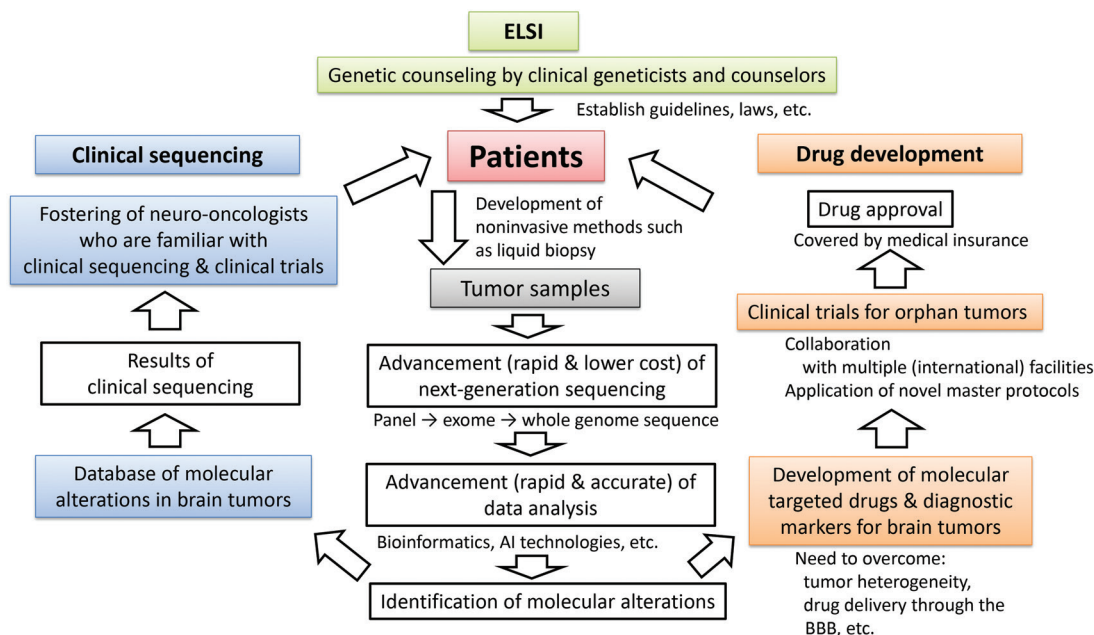 ELSI
Genetic counseling by clinical geneticists and counselors
Establish guidelines, laws, etc.
Patients
Clinical sequencing
Fostering of neuro-oncologists
who are familiar with
clinical sequencing & clinical trials
Results of
clinical sequencing
Database of molecular
alterations in brain tumors
Development of
noninvasive methods such
as liquid biopsy
Tumor samples
Advancement (rapid & lower cost) of
next-generation sequencing
Panel → exome → whole genome sequence
Advancement (rapid & accurate) of
data analysis
Bioinformatics, AI technologies, etc.
Identification of molecular alterations
Drug development
Drug approval
Covered by medical insurance
Clinical trials for orphan tumors
Collaboration
with multiple (international) facilities
Application of novel master protocols
Development of molecular
targeted drugs & diagnostic
markers for brain tumors
Need to overcome:
tumor heterogeneity,
drug delivery through the
BBB, etc.